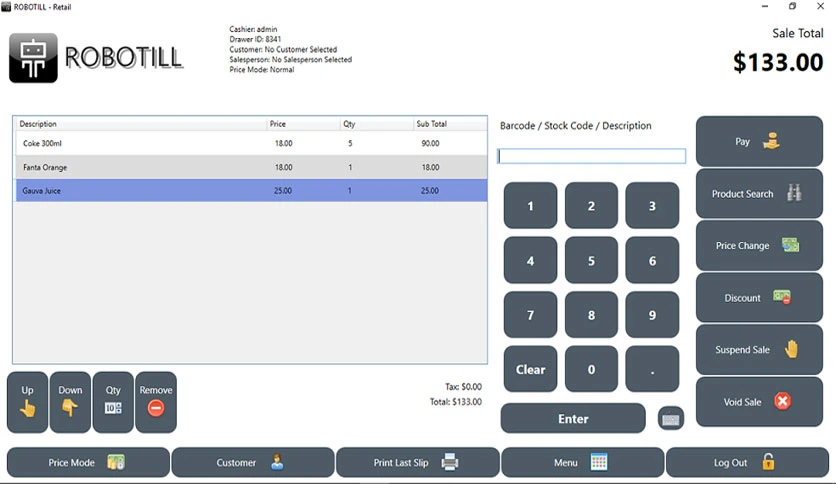 ROBOTILL - Retail
ROBOTILL
Cashier: admin
Drawer ID: 8341
Customer: No Customer Selected
Salesperson: No Salesperson Selected
Price Mode: Normal
Sale Total
$133.00
Description Price Qty Sub Total
Coke 300ml 18.00 5 90.00
Fanta Orange 18.00 1 18.00
Gauva Juice 25.00 1 25.00
Barcode / Stock Code / Description
1 2 3
4 5 6
7 8 9
Clear 0 .
Enter
Pay
Product Search
Price Change
Discount
Suspend Sale
Void Sale
Up Down Qty Remove
Tax: $0.00
Total: $133.00
Price Mode Customer Print Last Slip Menu Log Out